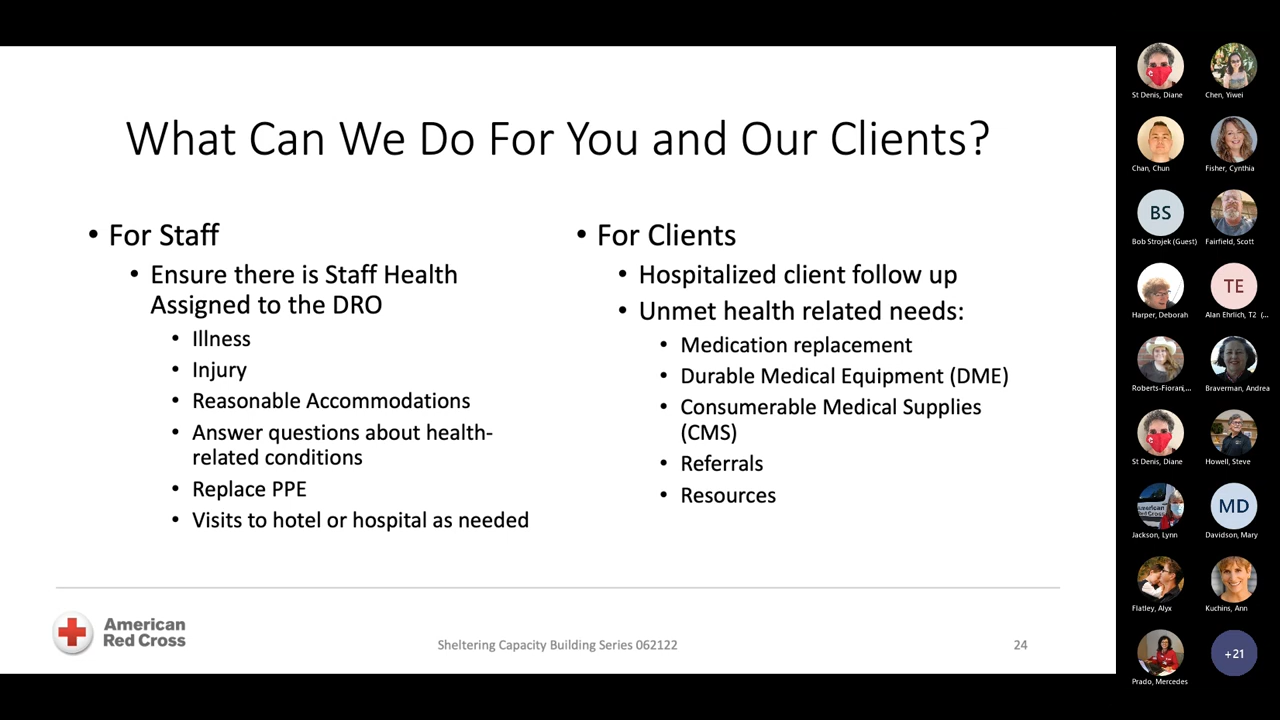 What Can We Do For You and Our Clients?
• For Staff
• Ensure there is Staff Health
Assigned to the DRO
• Illness
• Injury
• Reasonable Accommodations
• Answer questions about health-
related conditions
• Replace PPE
• Visits to hotel or hospital as needed
• For Clients
• Hospitalized client follow up
• Unmet health related needs:
• Medication replacement
• Durable Medical Equipment (DME)
• Consumerable Medical Supplies
(CMS)
• Referrals
• Resources
American
Red Cross
Sheltering Capacity Building Series 062122
24
St Denis, Diane
Chen, Yiwei
Chan, Chun
Fisher, Cynthia
BS
Bob Strojek (Guest)
Fairfield, Scott
Harper, Deborah
TE
Alan Ehrlich, T2 (...
Roberts-Fiorani,...
Braverman, Andrea
St Denis, Diane
Howell, Steve
American
Red Cross
Jackson, Lynn
MD
Davidson, Mary
Flatley, Alyx
Kuchins, Ann
Prado, Mercedes
+21